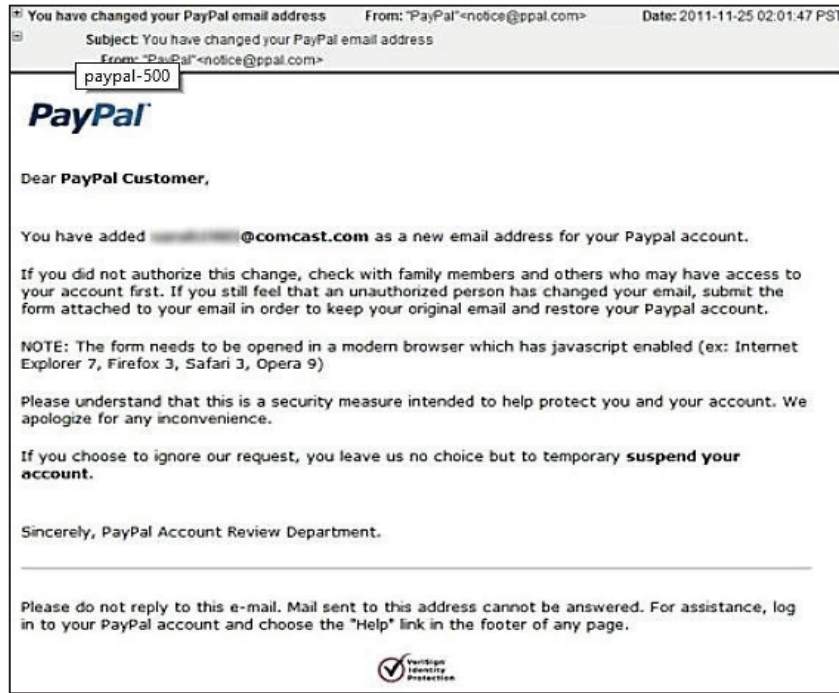 You have changed your PayPal email address From: "PayPal"<notice@ppal.com> Date: 2011-11-25 02:01:47 PST
Subject: You have changed your PayPal email address
From: "PayPal"<notice@ppal.com>
paypal-500
PayPal
Dear PayPal Customer,
You have added @comcast.com as a new email address for your Paypal account.
If you did not authorize this change, check with family members and others who may have access to
your account first. If you still feel that an unauthorized person has changed your email, submit the
form attached to your email in order to keep your original email and restore your Paypal account.
NOTE: The form needs to be opened in a modern browser which has javascript enabled (ex: Internet
Explorer 7, Firefox 3, Safari 3, Opera 9)
Please understand that this is a security measure intended to help protect you and your account. We
apologize for any inconvenience.
If you choose to ignore our request, you leave us no choice but to temporary suspend your
account.
Sincerely, PayPal Account Review Department.
Please do not reply to this e-mail. Mail sent to this address cannot be answered. For assistance, log
in to your PayPal account and choose the "Help" link in the footer of any page.
VeriSign
Identity
Protection